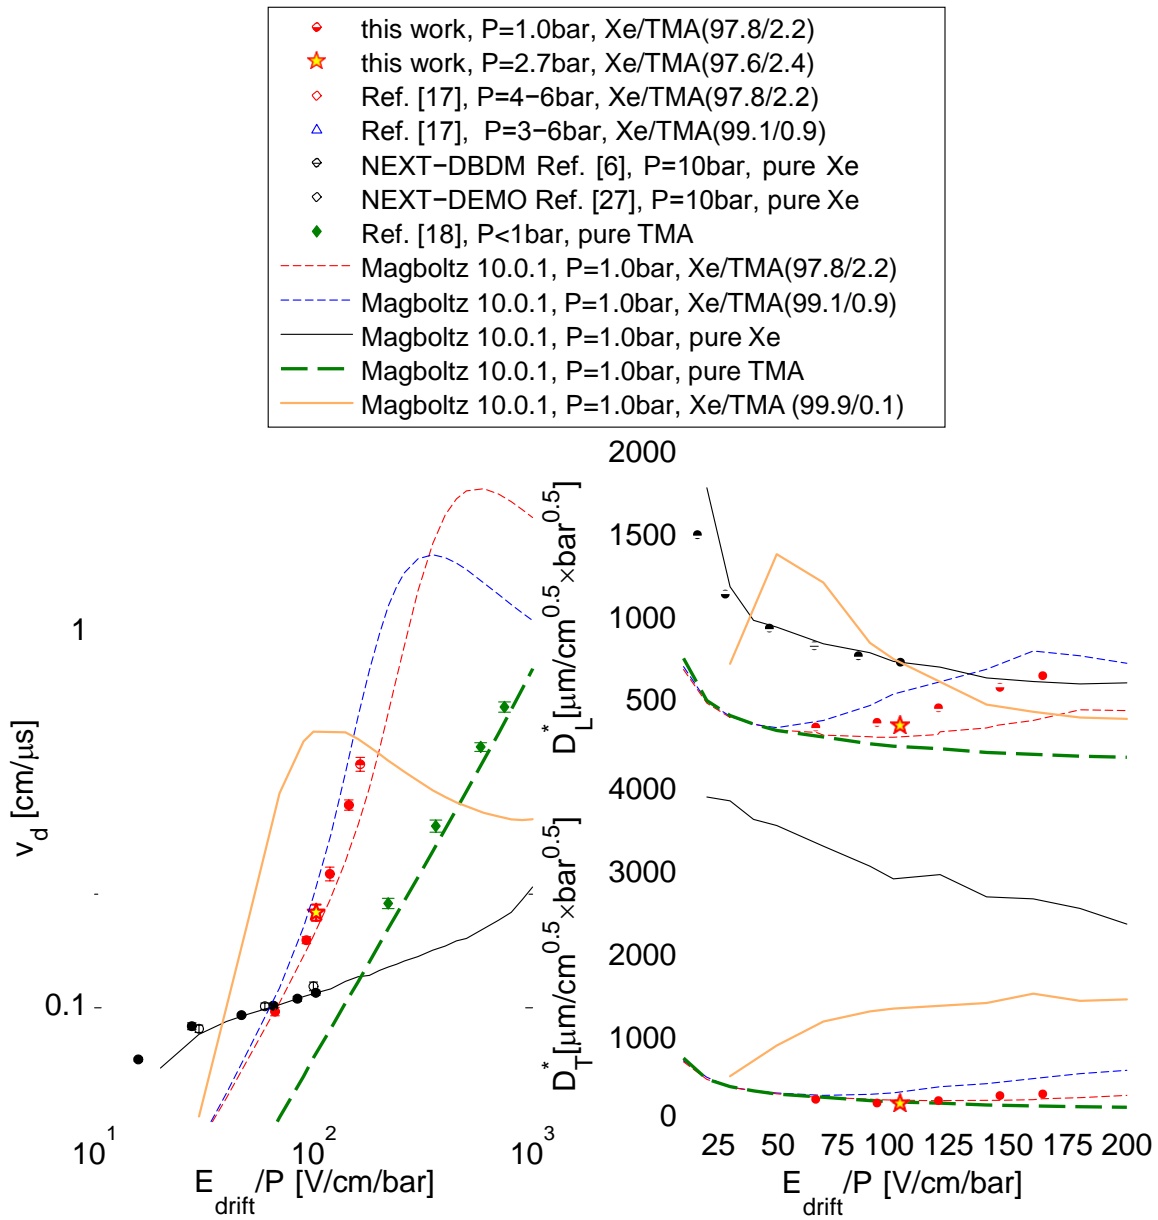 this work, P=1.0bar, Xe/TMA(97.8/2.2)
this work, P=2.7bar, Xe/TMA(97.6/2.4)
Ref. [17], P=4−6bar, Xe/TMA(97.8/2.2)
Ref. [17], P=3−6bar, Xe/TMA(99.1/0.9)
NEXT−DBDM Ref. [6], P=10bar, pure Xe
NEXT−DEMO Ref. [27], P=10bar, pure Xe
Ref. [18], P<1bar, pure TMA
Magboltz 10.0.1, P=1.0bar, Xe/TMA(97.8/2.2)
Magboltz 10.0.1, P=1.0bar, Xe/TMA(99.1/0.9)
Magboltz 10.0.1, P=1.0bar, pure Xe
Magboltz 10.0.1, P=1.0bar, pure TMA
Magboltz 10.0.1, P=1.0bar, Xe/TMA (99.9/0.1)
v_d [cm/μs]
1
0.1
10^1
10^2
10^3
E_drift/P [V/cm/bar]
D_L^* [μm/cm^0.5×bar^0.5]
2000
1500
1000
500
D_T^* [μm/cm^0.5×bar^0.5]
4000
3000
2000
1000
0
25 50 75 100 125 150 175 200
E_drift/P [V/cm/bar]